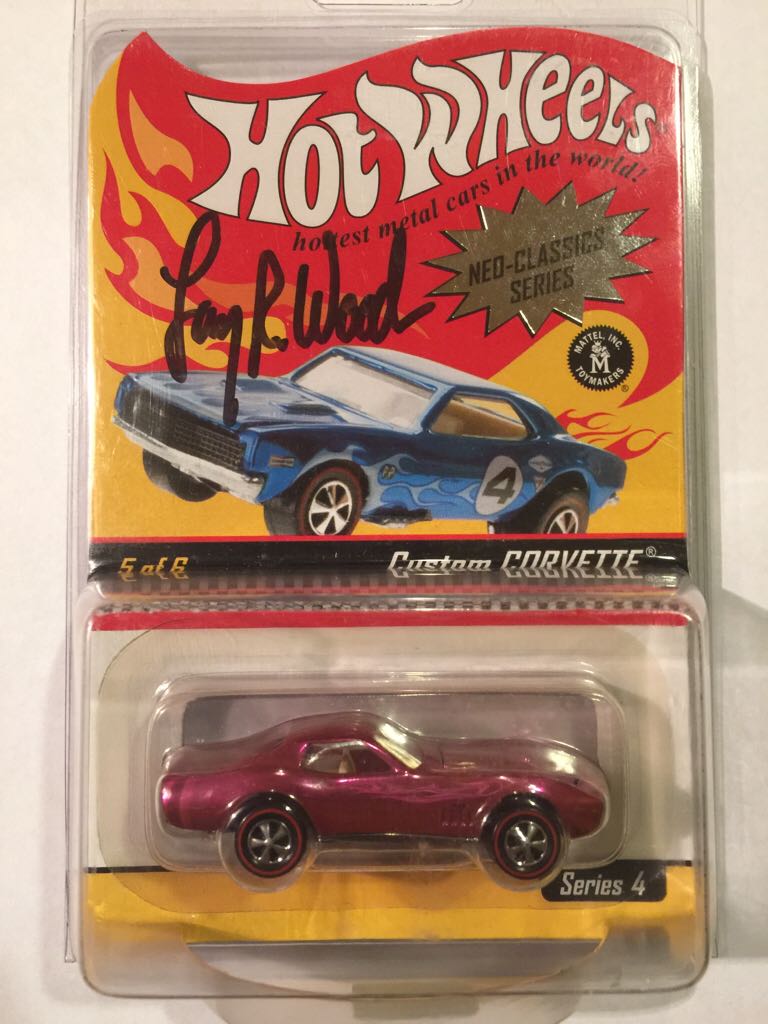 Hot Wheels®
hottest metal cars in the world!
NEO-CLASSICS
SERIES
Larry R. Wood
MATTEL, INC.
M
TOYMAKERS
®
4
5 of 6
Custom CORVETTE®
Series 4